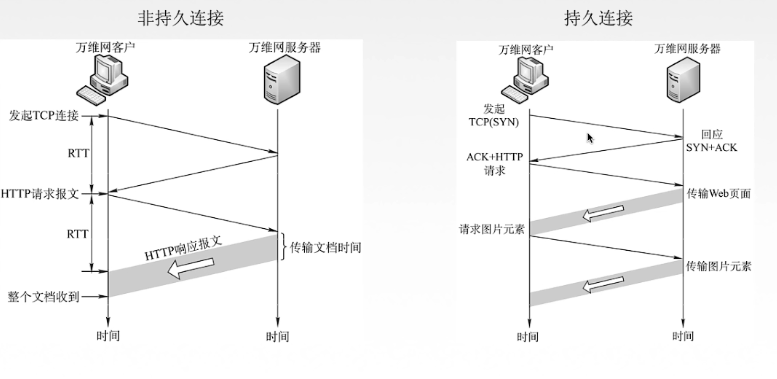 非持久连接
万维网客户
万维网服务器
发起TCP连接
RTT
HTTP请求报文
RTT
HTTP响应报文
传输文档时间
整个文档收到
时间
时间
持久连接
万维网客户
万维网服务器
发起
TCP(SYN)
回应
SYN+ACK
ACK+HTTP
请求
传输Web页面
请求图片元素
传输图片元素
时间
时间